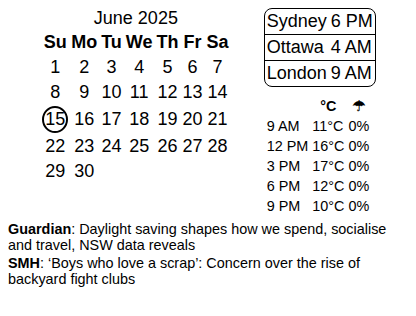 June 2025
Su Mo Tu We Th Fr Sa
1 2 3 4 5 6 7
8 9 10 11 12 13 14
15 16 17 18 19 20 21
22 23 24 25 26 27 28
29 30
Sydney 6 PM
Ottawa 4 AM
London 9 AM
°C ☂
9 AM 11°C 0%
12 PM 16°C 0%
3 PM 17°C 0%
6 PM 12°C 0%
9 PM 10°C 0%
Guardian: Daylight saving shapes how we spend, socialise
and travel, NSW data reveals
SMH: ‘Boys who love a scrap’: Concern over the rise of
backyard fight clubs